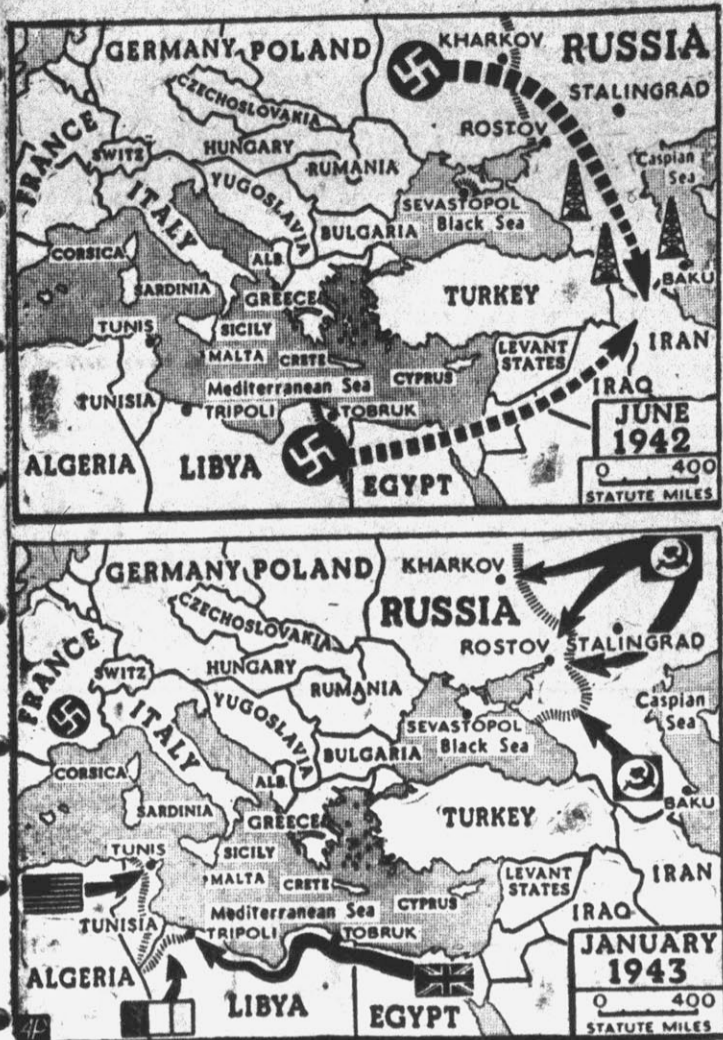 GERMANY POLAND
KHARKOV
RUSSIA
CZECHOSLOVAKIA
STALINGRAD
FRANCE
ROSTOV
SWITZ
HUNGARY
RUMANIA
Caspian
Sea
ITALY
YUGOSLAVIA
SEVASTOPOL
Black Sea
BULGARIA
CORSICA
ALB.
BAKU
SARDINIA
GREECE
TURKEY
TUNIS
SICILY
MALTA
CRETE
CYPRUS
LEVANT
STATES
IRAN
Mediterranean Sea
IRAQ
TUNISIA
TRIPOLI
TOBRUK
JUNE
1942
ALGERIA
LIBYA
EGYPT
0 400
STATUTE MILES
GERMANY POLAND
KHARKOV
CZECHOSLOVAKIA
RUSSIA
FRANCE
ROSTOV
STALINGRAD
SWITZ
HUNGARY
RUMANIA
Caspian
Sea
ITALY
YUGOSLAVIA
SEVASTOPOL
Black Sea
BULGARIA
CORSICA
ALB.
BAKU
SARDINIA
GREECE
TURKEY
TUNIS
SICILY
MALTA
CRETE
CYPRUS
LEVANT
STATES
IRAN
Mediterranean Sea
IRAQ
TUNISIA
TRIPOLI
TOBRUK
JANUARY
1943
ALGERIA
LIBYA
EGYPT
0 400
STATUTE MILES
AP